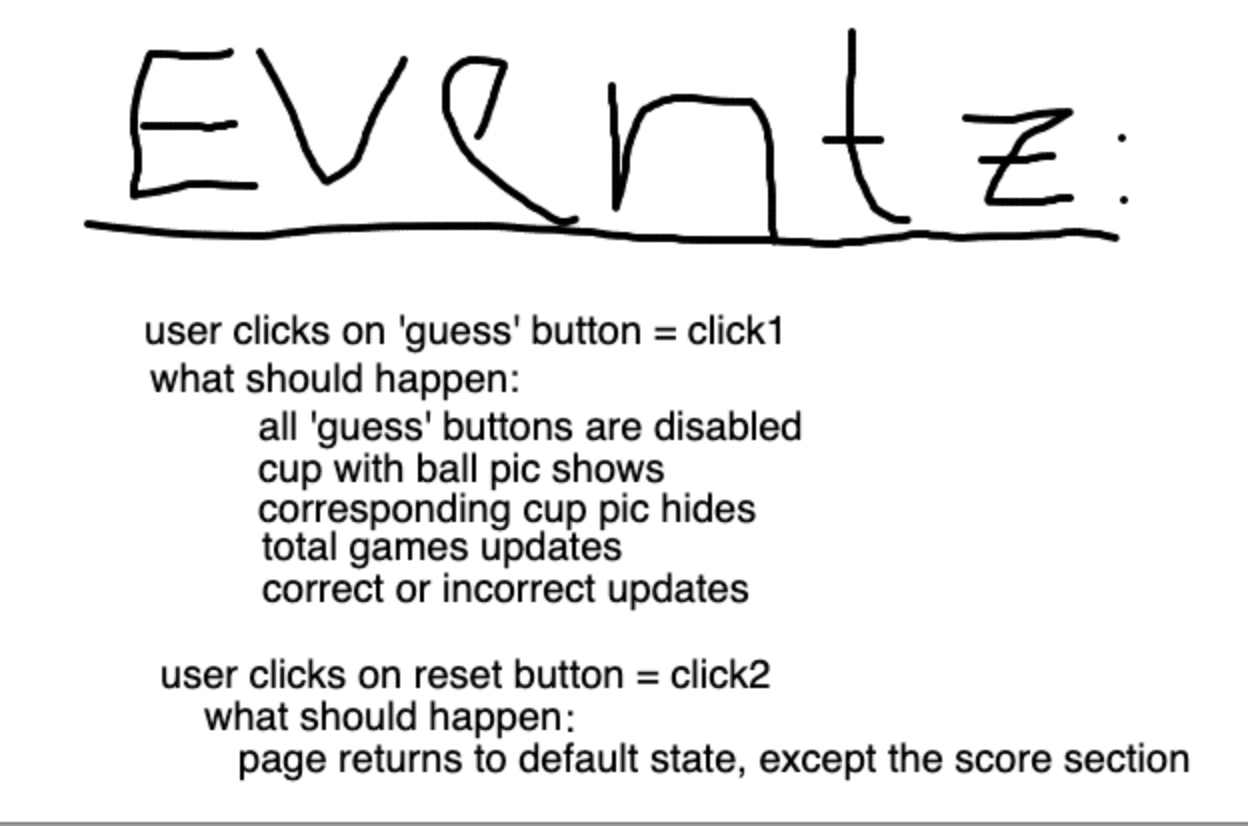 Eventz:
user clicks on 'guess' button = click1
what should happen:
all 'guess' buttons are disabled
cup with ball pic shows
corresponding cup pic hides
total games updates
correct or incorrect updates
user clicks on reset button = click2
what should happen:
page returns to default state, except the score section